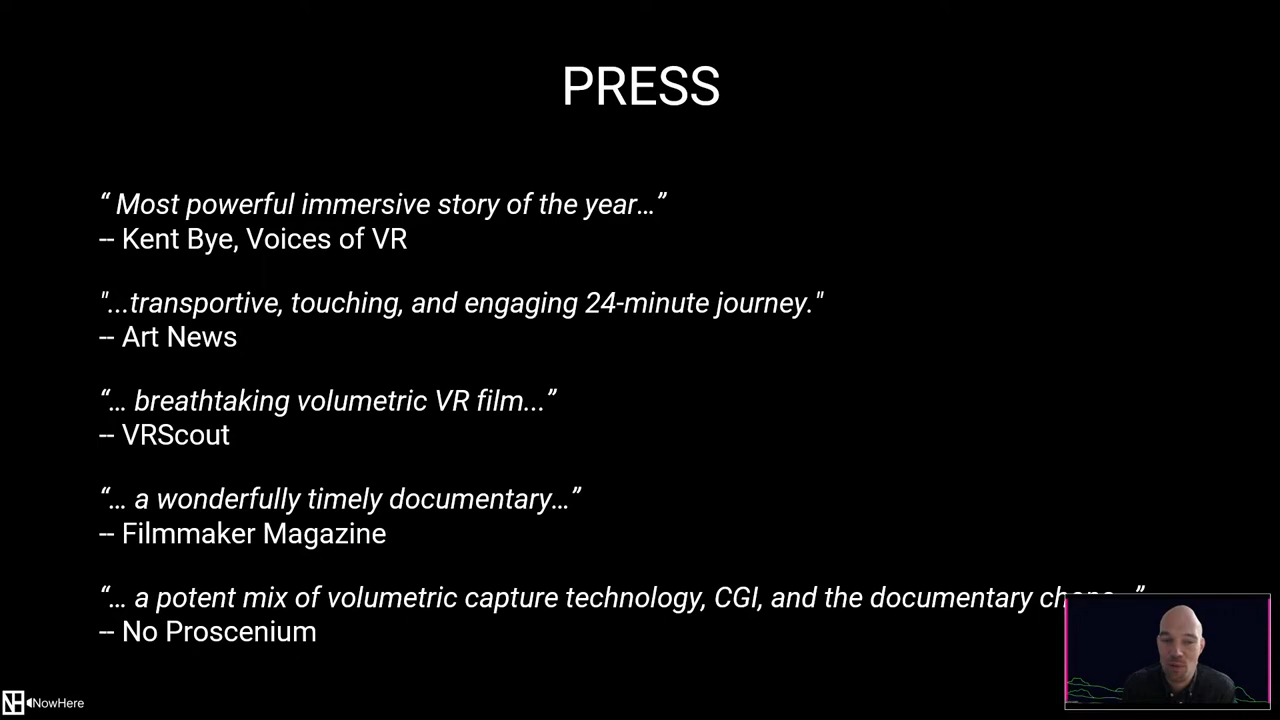 PRESS
“ Most powerful immersive story of the year…”
-- Kent Bye, Voices of VR
"...transportive, touching, and engaging 24-minute journey."
-- Art News
“… breathtaking volumetric VR film...”
-- VRScout
“… a wonderfully timely documentary…”
-- Filmmaker Magazine
“… a potent mix of volumetric capture technology, CGI, and the documentary ”
-- No Proscenium
NH NowHere